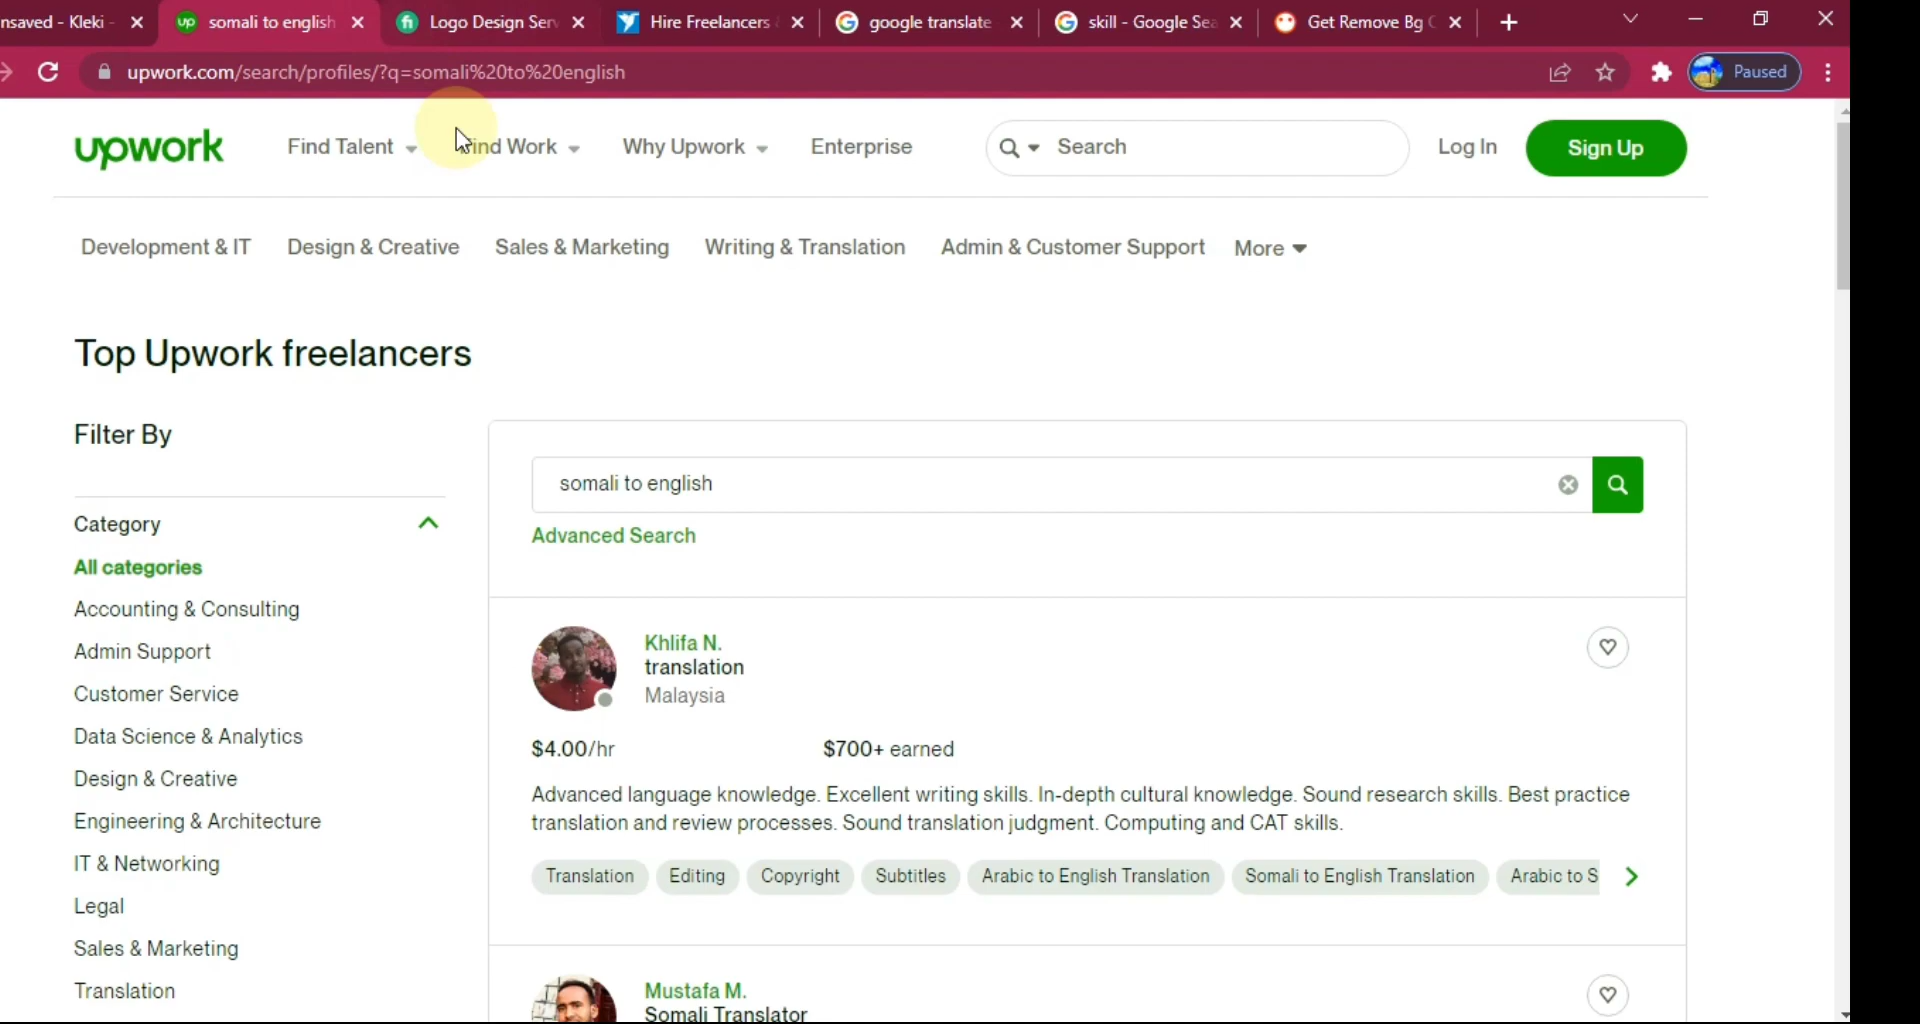 nsaved - Kleki -
somali to english
Logo Design Serv
Hire Freelancers &
google translate
skill - Google Sea
Get Remove Bg
upwork.com/search/profiles/?q=somali%20to%20english
Paused
upwork
Find Talent
Find Work
Why Upwork
Enterprise
Search
Log In
Sign Up
Development & IT
Design & Creative
Sales & Marketing
Writing & Translation
Admin & Customer Support
More
Top Upwork freelancers
Filter By
Category
All categories
Accounting & Consulting
Admin Support
Customer Service
Data Science & Analytics
Design & Creative
Engineering & Architecture
IT & Networking
Legal
Sales & Marketing
Translation
somali to english
Advanced Search
Khlifa N.
translation
Malaysia
$4.00/hr
$700+ earned
Advanced language knowledge. Excellent writing skills. In-depth cultural knowledge. Sound research skills. Best practice
translation and review processes. Sound translation judgment. Computing and CAT skills.
Translation
Editing
Copyright
Subtitles
Arabic to English Translation
Somali to English Translation
Arabic to S
Mustafa M.
Somali Translator